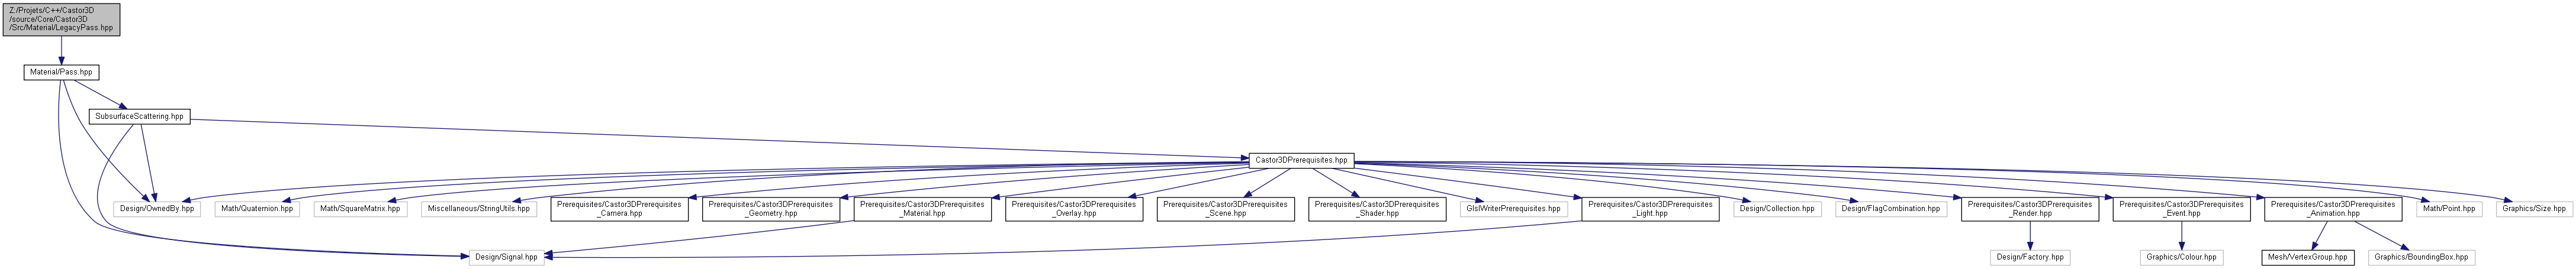 Z:/Projets/C++/Castor3D
/source/Core/Castor3D
/Src/Material/LegacyPass.hpp
Material/Pass.hpp
SubsurfaceScattering.hpp
Castor3DPrerequisites.hpp
Design/OwnedBy.hpp
Math/Quaternion.hpp
Math/SquareMatrix.hpp
Miscellaneous/StringUtils.hpp
Prerequisites/Castor3DPrerequisites
_Camera.hpp
Prerequisites/Castor3DPrerequisites
_Geometry.hpp
Prerequisites/Castor3DPrerequisites
_Material.hpp
Prerequisites/Castor3DPrerequisites
_Overlay.hpp
Prerequisites/Castor3DPrerequisites
_Scene.hpp
Prerequisites/Castor3DPrerequisites
_Shader.hpp
GlslWriterPrerequisites.hpp
Prerequisites/Castor3DPrerequisites
_Light.hpp
Design/Collection.hpp
Design/FlagCombination.hpp
Prerequisites/Castor3DPrerequisites
_Render.hpp
Prerequisites/Castor3DPrerequisites
_Event.hpp
Prerequisites/Castor3DPrerequisites
_Animation.hpp
Math/Point.hpp
Graphics/Size.hpp
Design/Signal.hpp
Design/Factory.hpp
Graphics/Colour.hpp
Mesh/VertexGroup.hpp
Graphics/BoundingBox.hpp